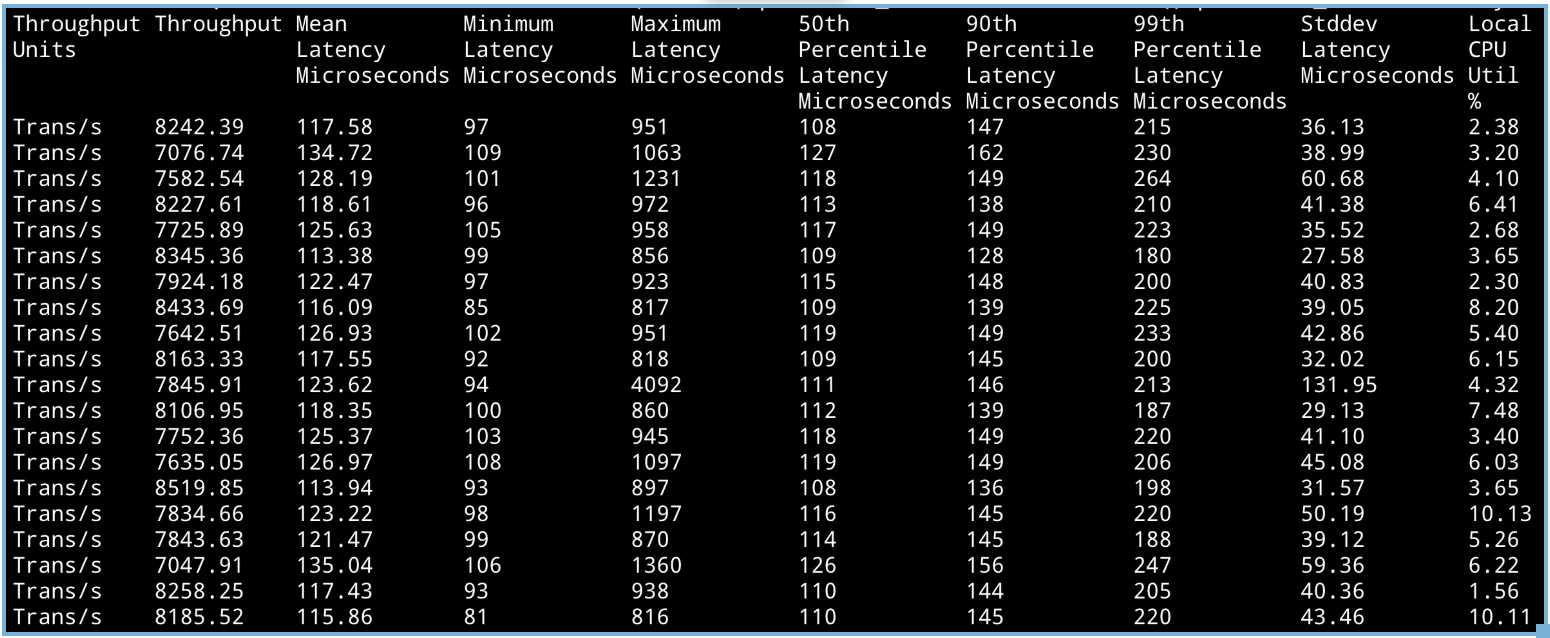 Throughput Throughput Mean Minimum Maximum 50th 90th 99th Stddev Local
Units Latency Latency Latency Percentile Percentile Percentile Latency CPU
Microseconds Microseconds Microseconds Latency Latency Latency Microseconds Util
Microseconds Microseconds Microseconds %
Trans/s 8242.39 117.58 97 951 108 147 215 36.13 2.38
Trans/s 7076.74 134.72 109 1063 127 162 230 38.99 3.20
Trans/s 7582.54 128.19 101 1231 118 149 264 60.68 4.10
Trans/s 8227.61 118.61 96 972 113 138 210 41.38 6.41
Trans/s 7725.89 125.63 105 958 117 149 223 35.52 2.68
Trans/s 8345.36 113.38 99 856 109 128 180 27.58 3.65
Trans/s 7924.18 122.47 97 923 115 148 200 40.83 2.30
Trans/s 8433.69 116.09 85 817 109 139 225 39.05 8.20
Trans/s 7642.51 126.93 102 951 119 149 233 42.86 5.40
Trans/s 8163.33 117.55 92 818 109 145 200 32.02 6.15
Trans/s 7845.91 123.62 94 4092 111 146 213 131.95 4.32
Trans/s 8106.95 118.35 100 860 112 139 187 29.13 7.48
Trans/s 7752.36 125.37 103 945 118 149 220 41.10 3.40
Trans/s 7635.05 126.97 108 1097 119 149 206 45.08 6.03
Trans/s 8519.85 113.94 93 897 108 136 198 31.57 3.65
Trans/s 7834.66 123.22 98 1197 116 145 220 50.19 10.13
Trans/s 7843.63 121.47 99 870 114 145 188 39.12 5.26
Trans/s 7047.91 135.04 106 1360 126 156 247 59.36 6.22
Trans/s 8258.25 117.43 93 938 110 144 205 40.36 1.56
Trans/s 8185.52 115.86 81 816 110 145 220 43.46 10.11